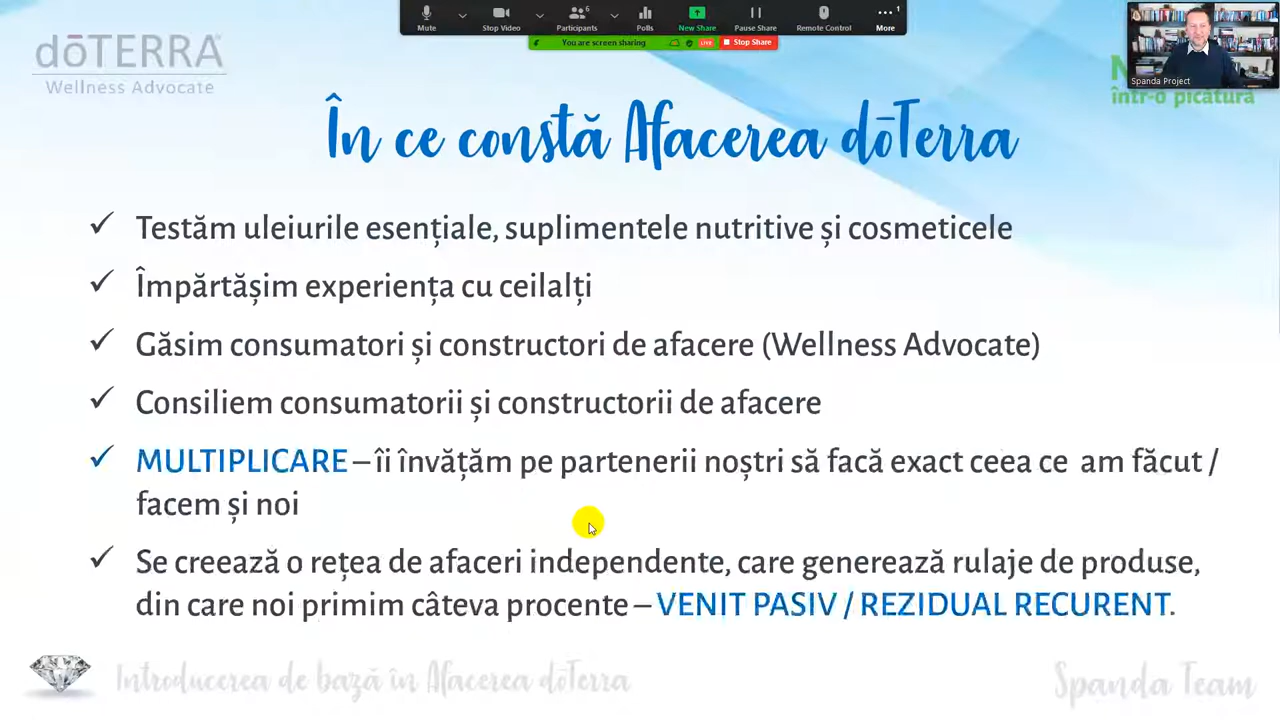 Mute
Stop Video
6
Participants
Polls
New Share
Pause Share
Remote Control
1
More
You are screen sharing
LIVE
Stop Share
dōTERRA
Wellness Advocate
Spanda Project
într-o picătura
În ce constă Afacerea dōTerra
✓ Testăm uleiurile esențiale, suplimentele nutritive și cosmeticele
✓ Împărtășim experiența cu ceilalți
✓ Găsim consumatori și constructori de afacere (Wellness Advocate)
✓ Consiliem consumatorii și constructorii de afacere
✓ MULTIPLICARE – îi învățăm pe partenerii noștri să facă exact ceea ce am făcut /
facem și noi
✓ Se creează o rețea de afaceri independente, care generează rulaje de produse,
din care noi primim câteva procente – VENIT PASIV / REZIDUAL RECURENT.
Introducerea de bază în Afacerea dōTerra
Spanda Team